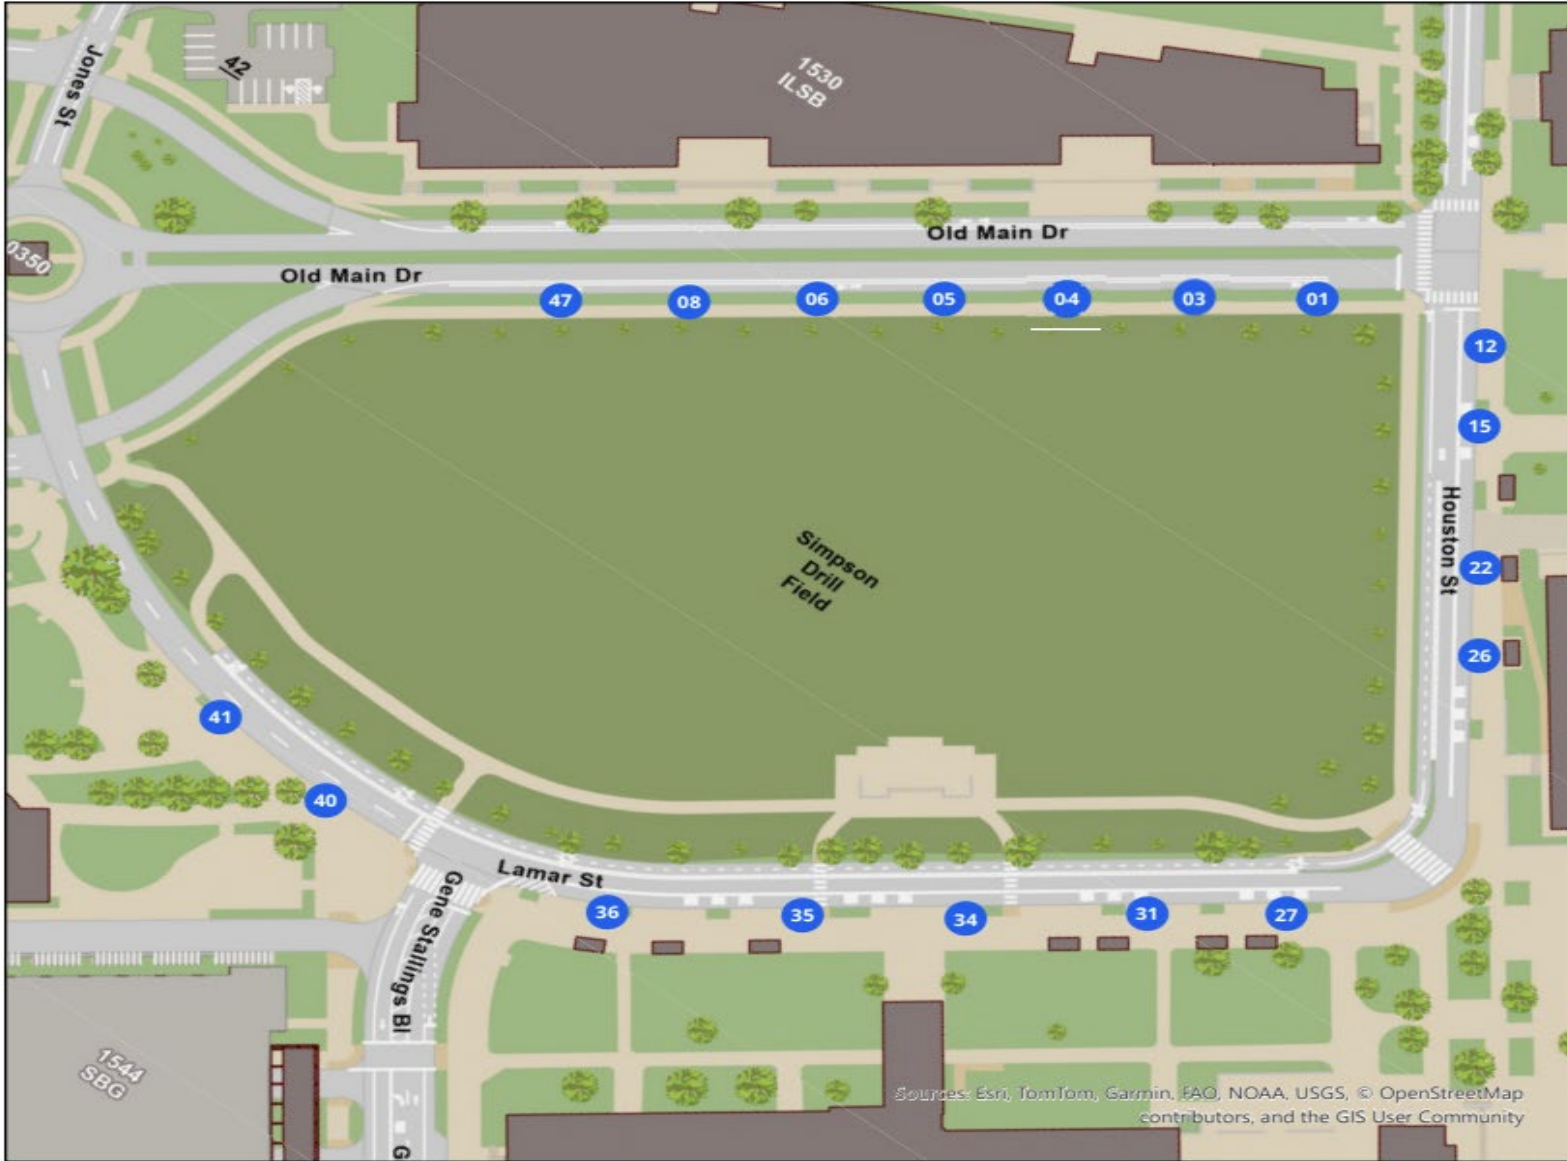 Jones St
42
1530
ILSB
Old Main Dr
0350
Old Main Dr
47
08
06
05
04
03
01
12
15
Houston St
22
26
Simpson
Drill
Field
41
40
Lamar St
36
35
34
31
27
Gene Stallings Bl
1544
SBG
G
Sources: Esri, TomTom, Garmin, FAO, NOAA, USGS, © OpenStreetMap
contributors, and the GIS User Community